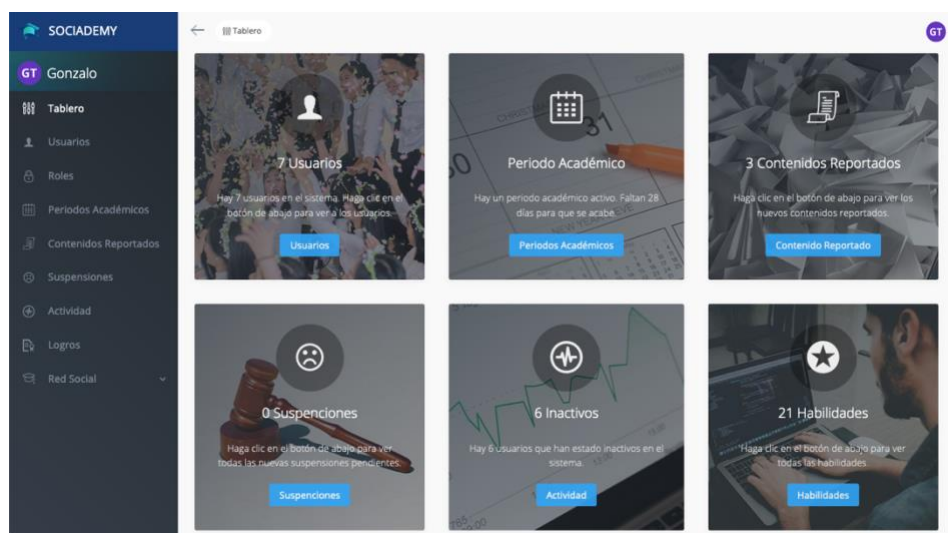 SOCIADEMY
Tablero
GT
GT Gonzalo
Tablero
Usuarios
Roles
Periodos Académicos
Contenidos Reportados
Suspensiones
Actividad
Logros
Red Social
7 Usuarios
Hay 7 usuarios en el sistema. Haga clic en el
botón de abajo para ver a los usuarios.
Usuarios
Periodo Académico
Hay un periodo académico activo. Faltan 28
días para que se acabe.
Periodos Académicos
3 Contenidos Reportados
Haga clic en el botón de abajo para ver los
nuevos contenidos reportados.
Contenido Reportado
0 Suspenciones
Haga clic en el botón de abajo para ver
todas las nuevas suspensiones pendientes.
Suspenciones
6 Inactivos
Hay 6 usuarios que han estado inactivos en el
sistema.
Actividad
21 Habilidades
Haga clic en el botón de abajo para ver
todas las habilidades.
Habilidades
31
30